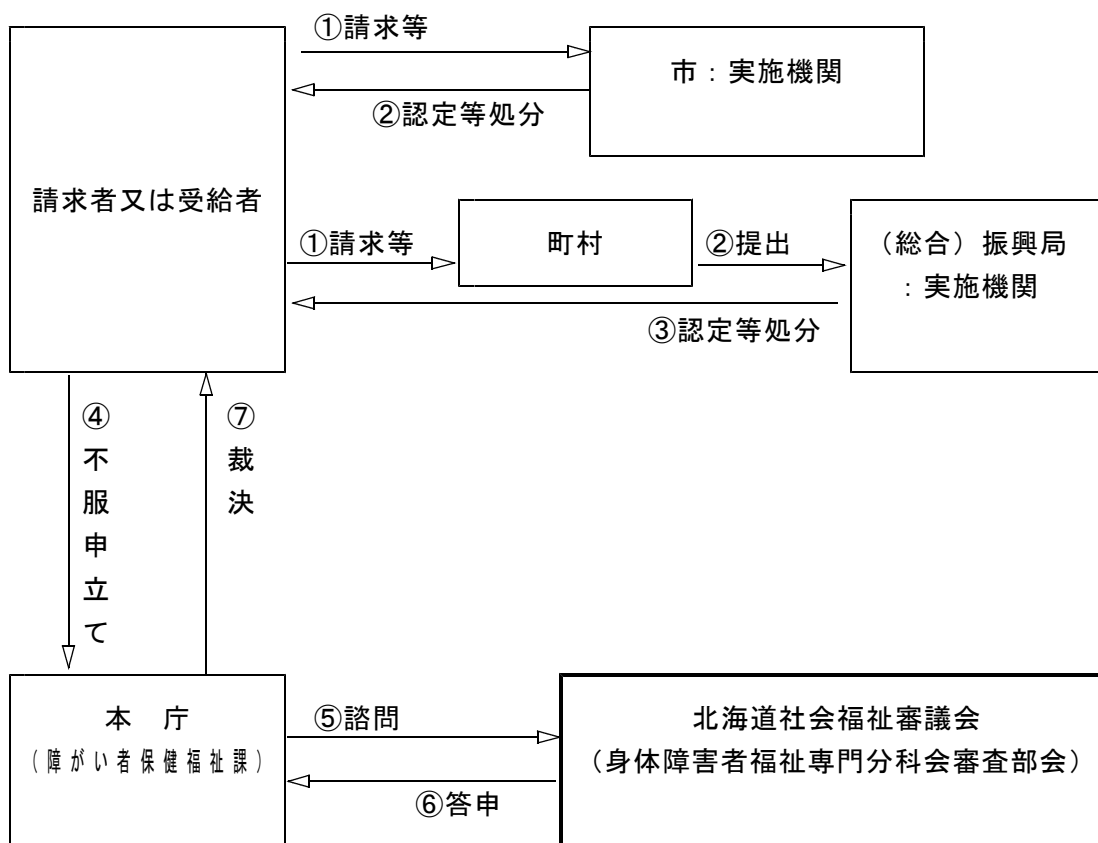 ①請求等
市：実施機関
②認定等処分
請求者又は受給者
①請求等
町村
②提出
（総合）振興局
：実施機関
③認定等処分
④不服申立て
⑦裁決
本　庁
（障がい者保健福祉課）
⑤諮問
北海道社会福祉審議会
（身体障害者福祉専門分科会審査部会）
⑥答申